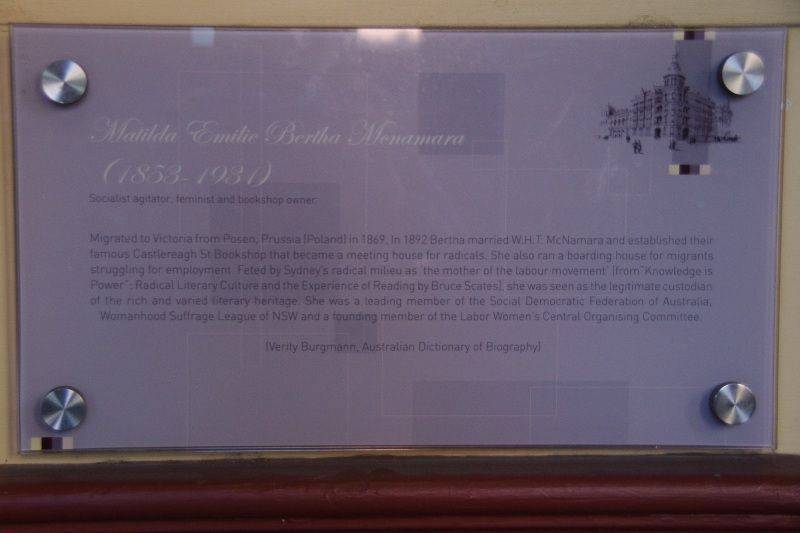 Matilda Emilie Bertha Mcnamara
(1853-1931)
Socialist agitator, feminist and bookshop owner.
Migrated to Victoria from Posen, Prussia (Poland) in 1869. In 1892 Bertha married W.H.T. McNamara and established their
famous Castlereagh St Bookshop that became a meeting house for radicals. She also ran a boarding house for migrants
struggling for employment. Feted by Sydney's radical milieu as 'the mother of the labour movement' (from "Knowledge is
Power": Radical Literary Culture and the Experience of Reading by Bruce Scates), she was seen as the legitimate custodian
of the rich and varied literary heritage. She was a leading member of the Social Democratic Federation of Australia,
Womanhood Suffrage League of NSW and a founding member of the Labor Women's Central Organising Committee.
(Verity Burgmann, Australian Dictionary of Biography)